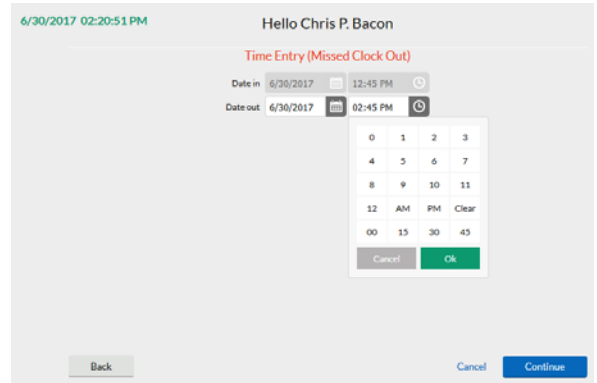 6/30/2017 02:20:51 PM
Hello Chris P. Bacon
Time Entry (Missed Clock Out)
Date in 6/30/2017 12:45 PM
Date out 6/30/2017 02:45 PM
0 1 2 3
4 5 6 7
8 9 10 11
12 AM PM Clear
00 15 30 45
Cancel Ok
Back Cancel Continue